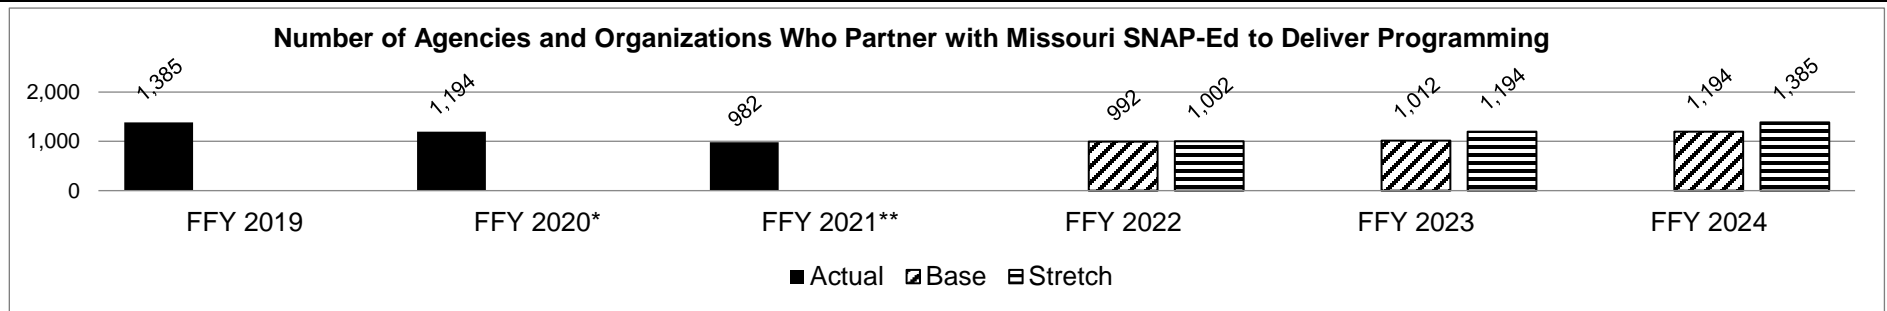 Number of Agencies and Organizations Who Partner with Missouri SNAP-Ed to Deliver Programming
1,385
1,194
982
992
1,002
1,012
1,194
1,194
1,385
2,000
1,000
0
FFY 2019
FFY 2020*
FFY 2021**
FFY 2022
FFY 2023
FFY 2024
Actual
Base
Stretch